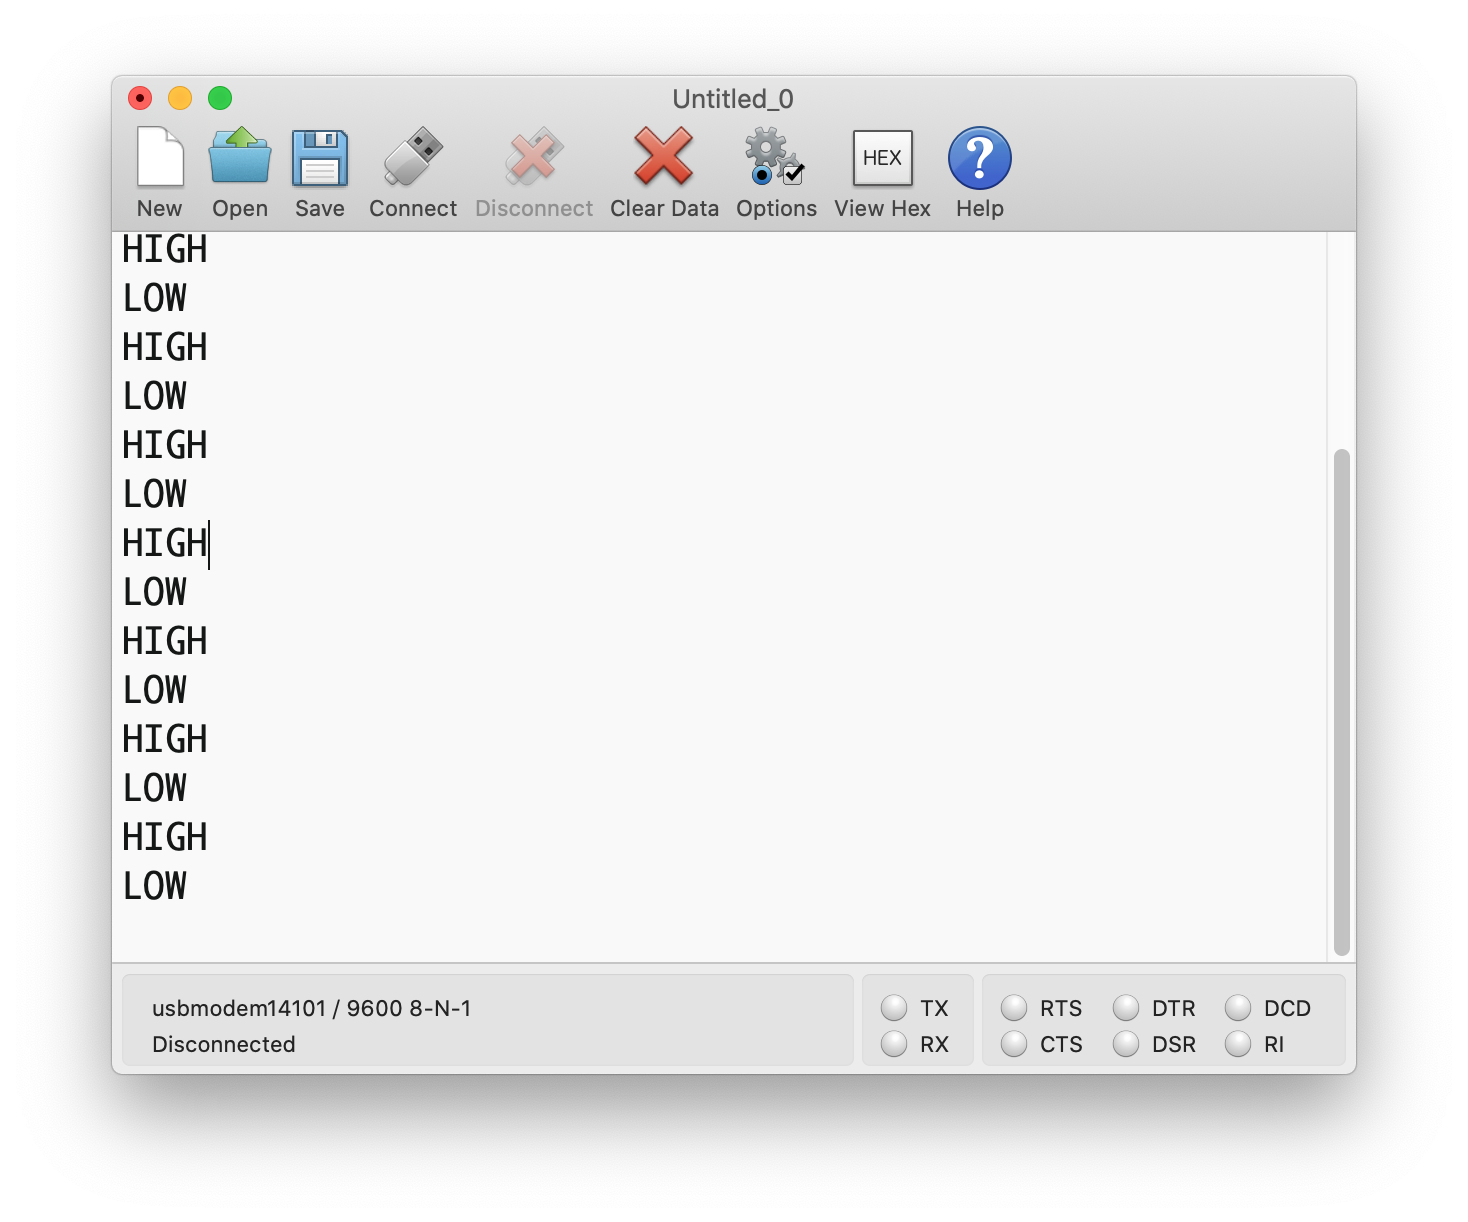 Untitled_0
HEX
New Open Save Connect Disconnect Clear Data Options View Hex Help
HIGH
LOW
HIGH
LOW
HIGH
LOW
HIGH
LOW
HIGH
LOW
HIGH
LOW
HIGH
LOW
usbmodem14101 / 9600 8-N-1
Disconnected
TX
RX
RTS DTR DCD
CTS DSR RI